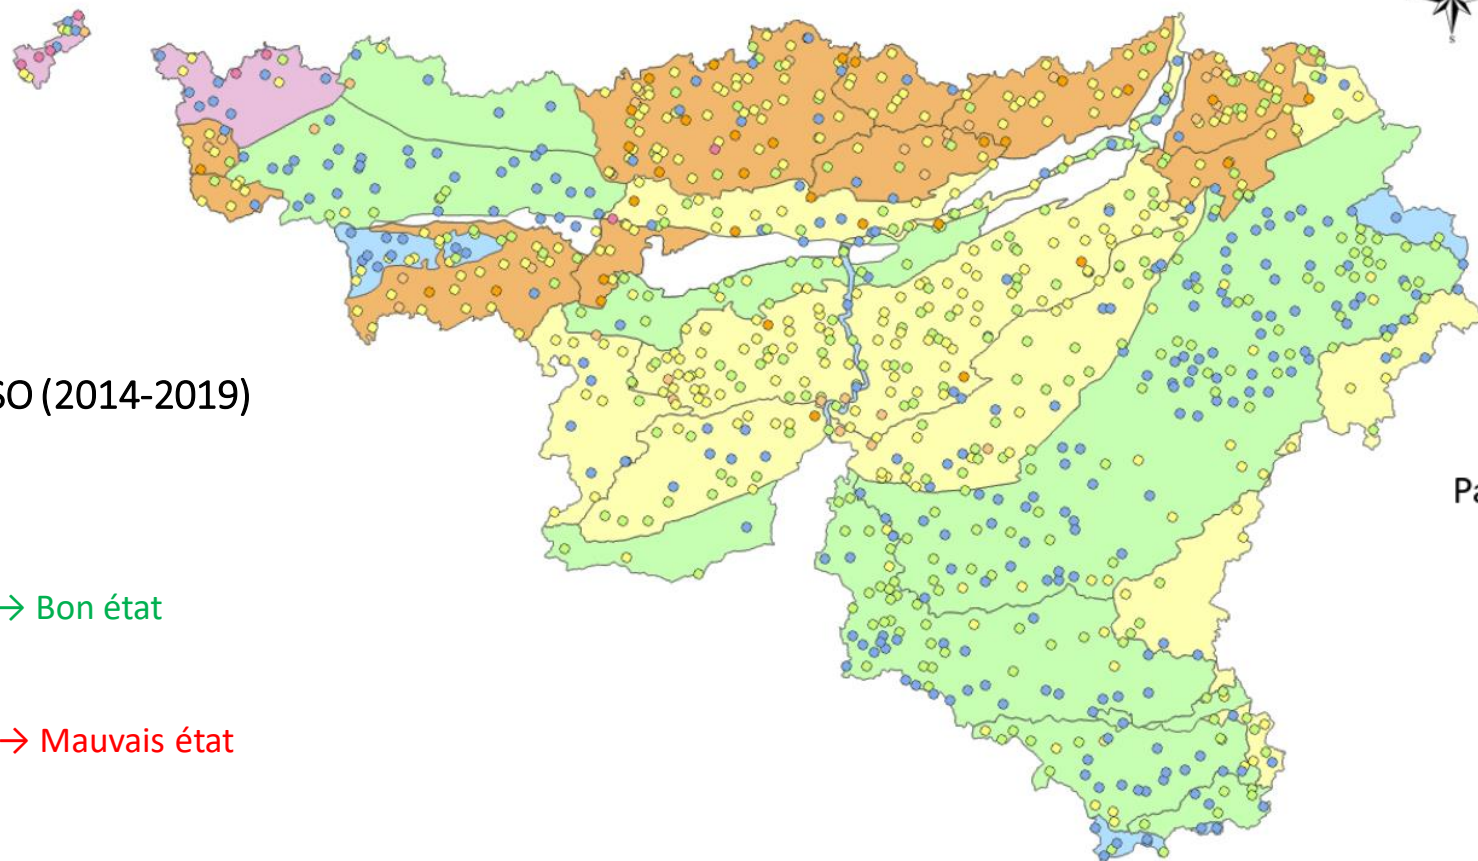 S
SO (2014-2019)
Pa
→ Bon état
→ Mauvais état